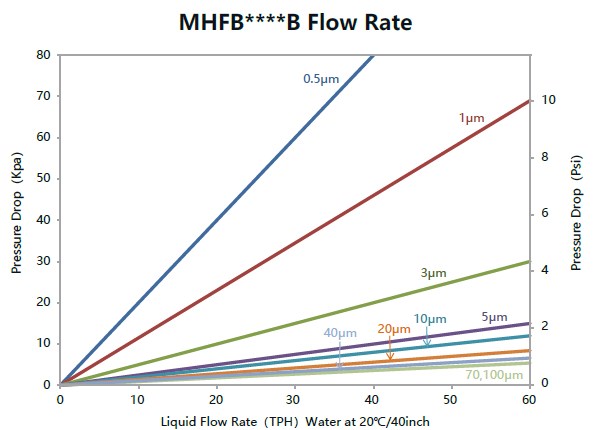 MHFB****B Flow Rate
80
70
60
50
40
30
20
10
0
Pressure Drop (Kpa)
0.5μm
1μm
3μm
5μm
10μm
20μm
40μm
70,100μm
10
8
6
4
2
0
Pressure Drop (Psi)
0 10 20 30 40 50 60
Liquid Flow Rate (TPH) Water at 20℃/40inch